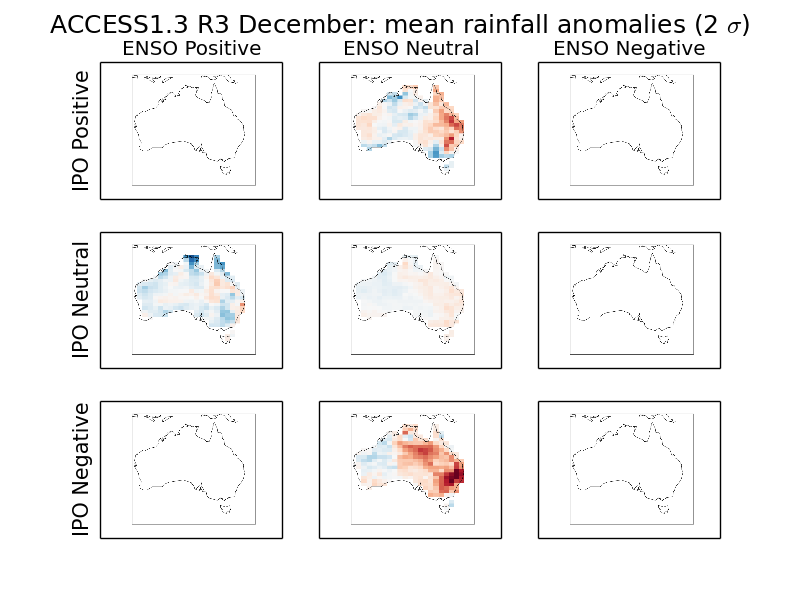 ACCESS1.3 R3 December: mean rainfall anomalies (2 σ)
ENSO Positive ENSO Neutral ENSO Negative
IPO Positive
IPO Neutral
IPO Negative